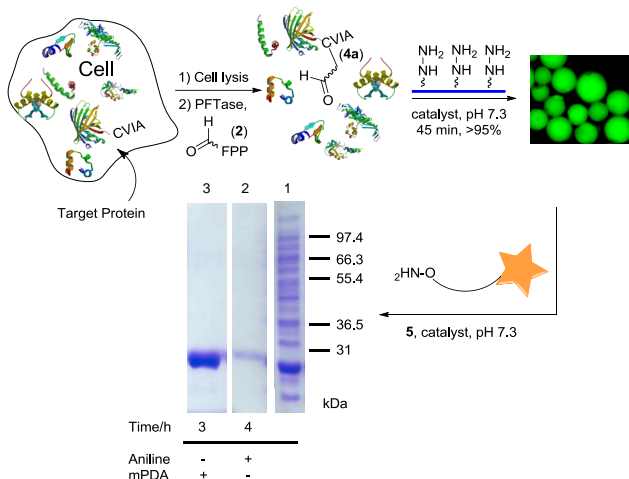 Cell
CVIA
Target Protein
1) Cell lysis
2) PFTase,
H
(2)
O
FPP
CVIA
(4a)
H
O
NH2 NH2 NH2
NH NH NH
catalyst, pH 7.3
45 min, >95%
2HN-O
5, catalyst, pH 7.3
3 2 1
97.4
66.3
55.4
36.5
31
kDa
Time/h 3 4
Aniline - +
mPDA + -